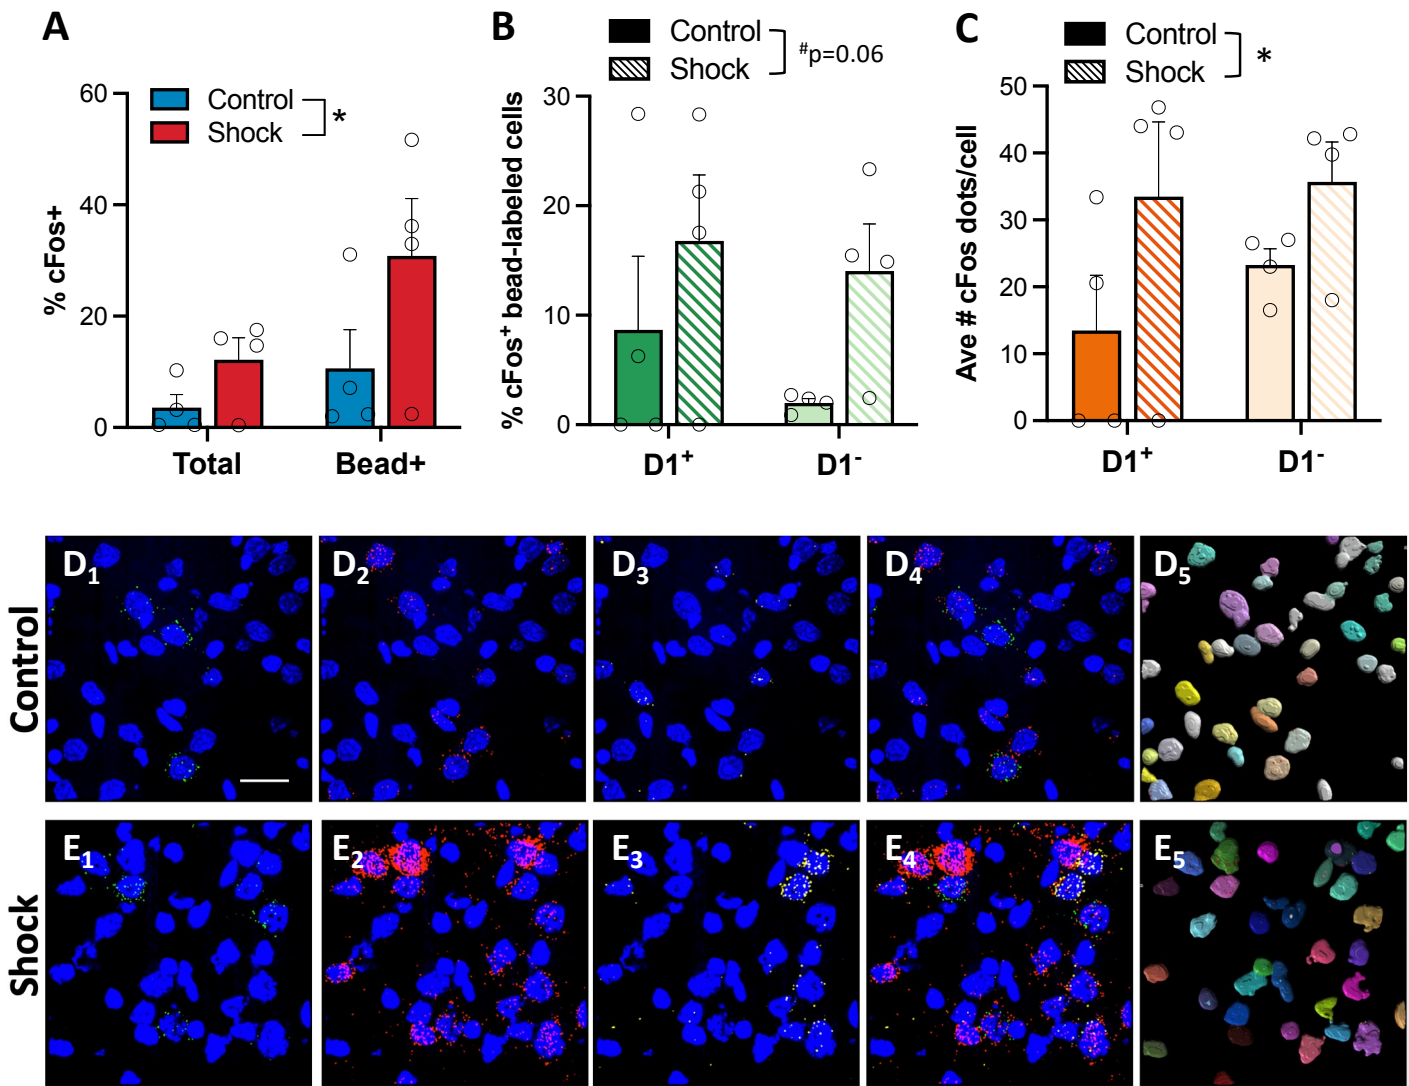 A
B
C
Control
Shock
*
60
40
20
0
% cFos+
Total
Bead+
Control
Shock
#p=0.06
30
20
10
0
% cFos+ bead-labeled cells
D1+
D1-
Control
Shock
*
50
40
30
20
10
0
Ave # cFos dots/cell
D1+
D1-
Control
D1
D2
D3
D4
D5
Shock
E1
E2
E3
E4
E5